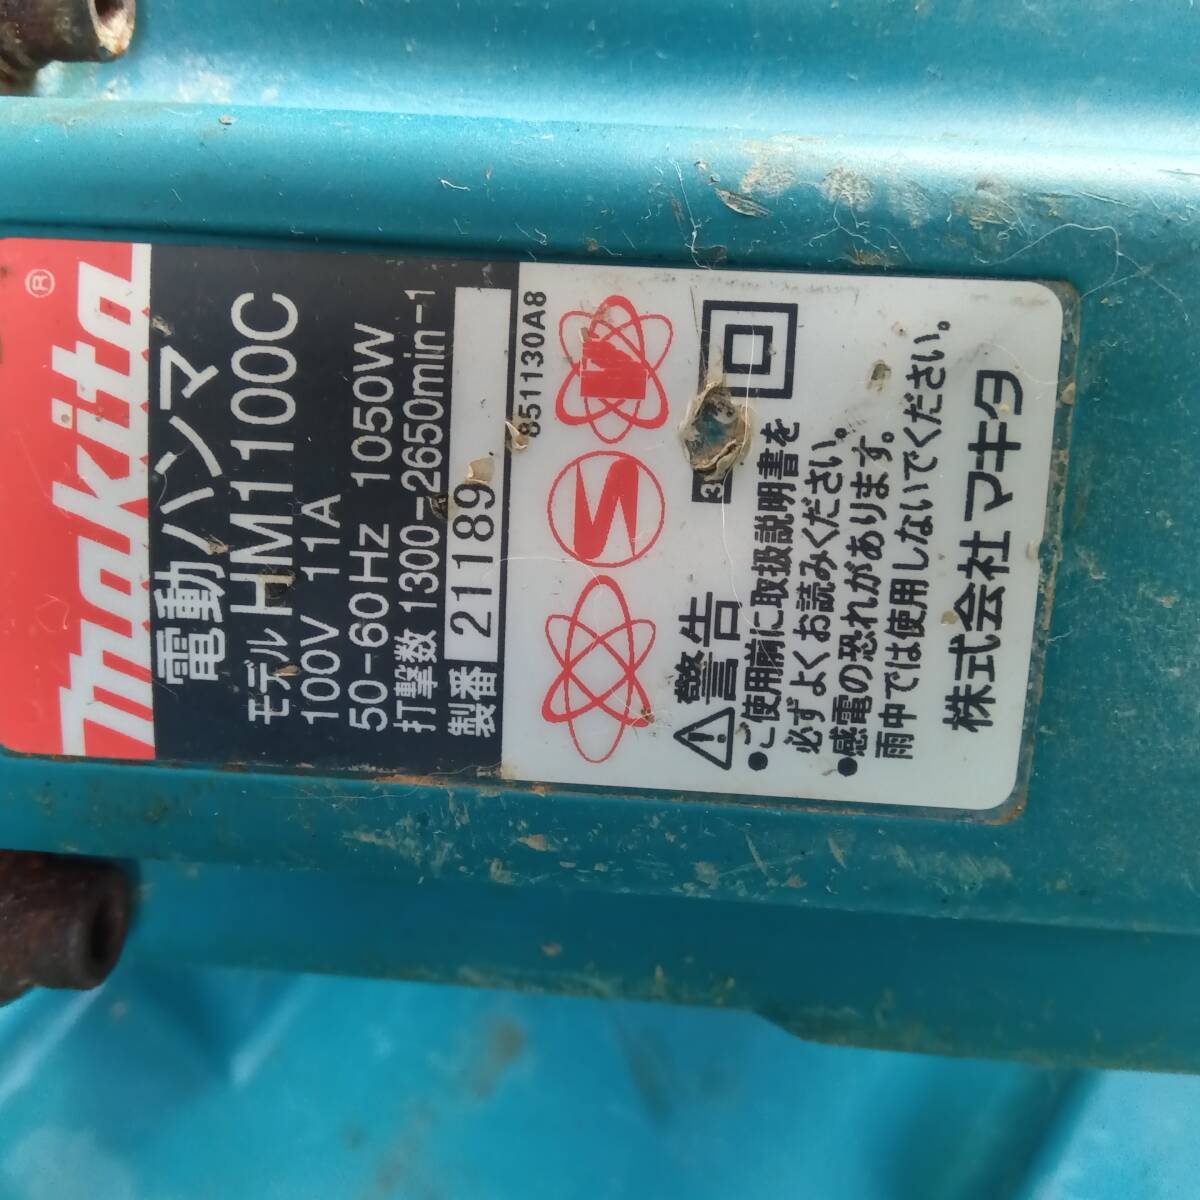 makita®
電動ハンマ
モデル HM1100C
100V 11A
50-60Hz 1050W
打撃数 1300-2650min-1
製番 21189
851130A8
警告
●ご使用前に取扱説明書を
必ずよくお読みください。
●感電の恐れがあります。
雨中では使用しないでください。
株式会社マキタ